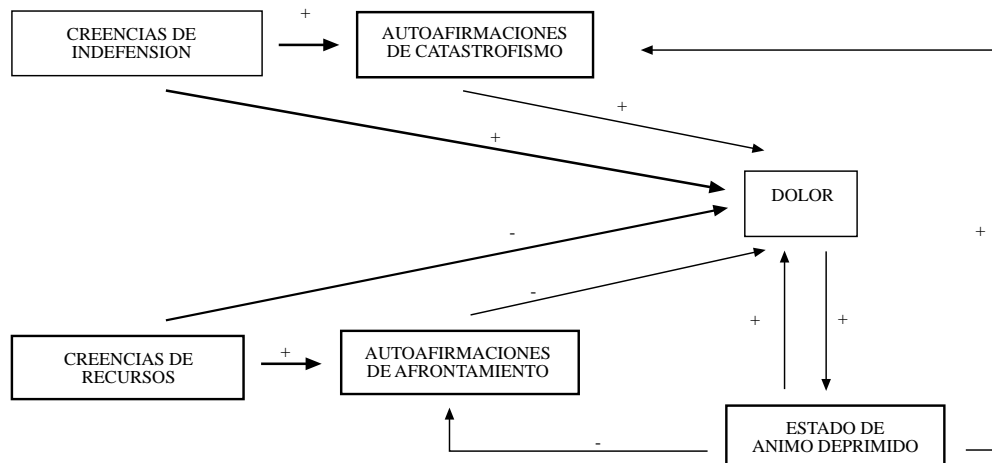 +
CREENCIAS DE
INDEFENSION
AUTOAFIRMACIONES
DE CATASTROFISMO
+
+
DOLOR
-
+
-
+
+
CREENCIAS DE
RECURSOS
+
AUTOAFIRMACIONES
DE AFRONTAMIENTO
-
ESTADO DE
ANIMO DEPRIMIDO